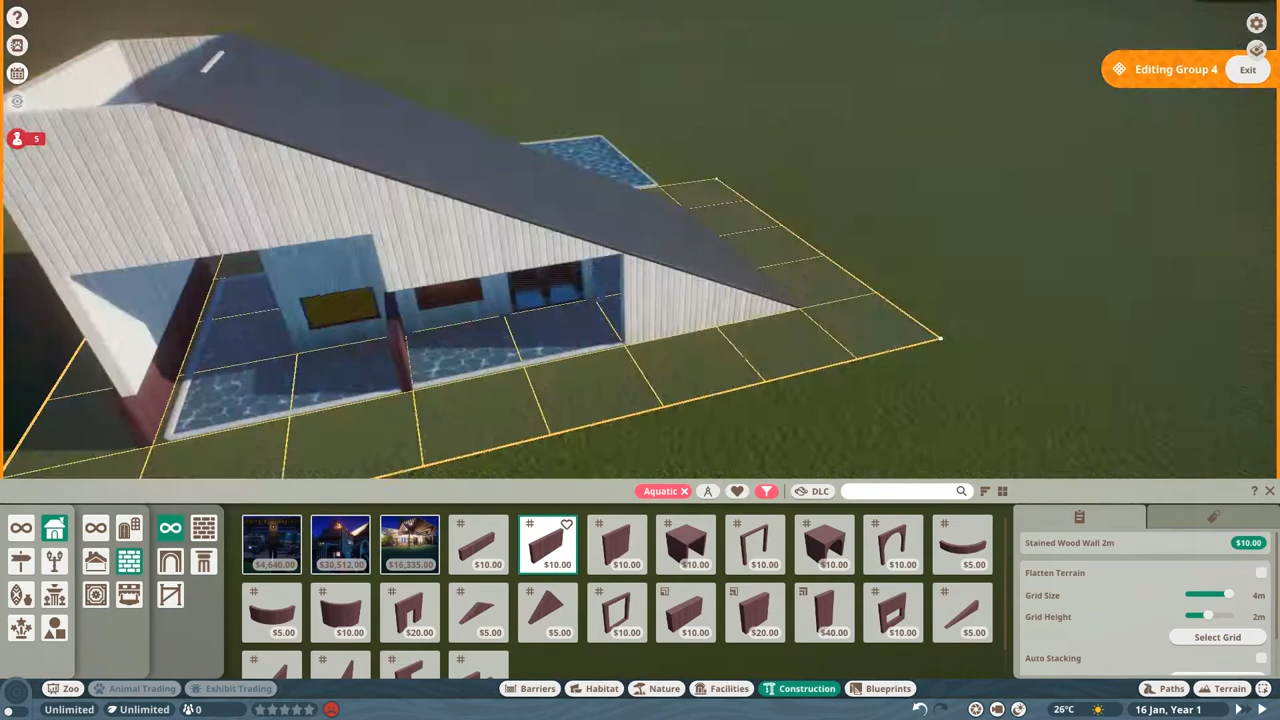 ?
Editing Group 4
Exit
5
Aquatic
DLC
?
$4,640.00
$30,512.00
$16,335.00
$10.00
$10.00
$10.00
$10.00
$10.00
$10.00
$10.00
$5.00
$5.00
$10.00
$20.00
$5.00
$5.00
$10.00
$10.00
$20.00
$40.00
$10.00
$5.00
Stained Wood Wall 2m
$10.00
Flatten Terrain
Grid Size
4m
Grid Height
2m
Select Grid
Auto Stacking
Zoo
Animal Trading
Exhibit Trading
Barriers
Habitat
Nature
Facilities
Construction
Blueprints
Paths
Terrain
Unlimited
Unlimited
0
26°C
16 Jan, Year 1